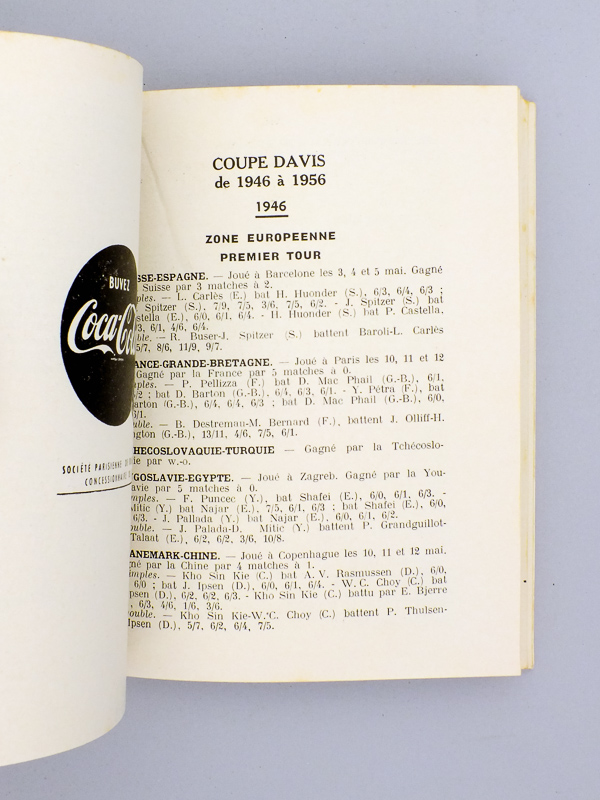 BUVEZ
Coca-Col
SOCIÉTÉ PARISIENNE
CONCESSIONNAIRE
COUPE DAVIS
de 1946 à 1956
1946
ZONE EUROPEENNE
PREMIER TOUR
SSE-ESPAGNE. — Joué à Barcelone les 3, 4 et 5 mai. Gagné
Suisse par 3 matches à 2.
ples. — L. Carlès (E.) bat H. Huonder (S.), 6/3, 6/4, 6/3 ;
Spitzer (S.), 7/9, 7/5, 3/6, 7/5, 6/2. - J. Spitzer (S.) bat
stella (E.), 6/0, 6/1, 6/4. - H. Huonder (S.) bat P. Castella.
/3, 6/1, 4/6, 6/4.
ble. — R. Buser-J. Spitzer (S.) battent Baroli-L. Carlès
5/7, 8/6, 11/9, 9/7.
ANCE-GRANDE-BRETAGNE. — Joué à Paris les 10, 11 et 12
Gagné par la France par 5 matches à 0.
mples. — P. Pellizza (F.) bat D. Mac Phail (G.-B.), 6/1,
/2 ; bat D. Barton (G.-B.), 6/4, 6/3, 6/1. - Y. Pétra (F.), bat
arton (G.-B.), 6/4, 6/4, 6/3 ; bat D. Mac Phail (G.-B.), 6/0,
6/1.
uble. — B. Destremau-M. Bernard (F.), battent J. Olliff-H.
ngton (G.-B.), 13/11, 4/6, 7/5, 6/1.
HECOSLOVAQUIE-TURQUIE — Gagné par la Tchécoslo-
ie par w.-o.
GOSLAVIE-EGYPTE. — Joué à Zagreb. Gagné par la You-
avie par 5 matches à 0.
mples. — F. Puncec (Y.), bat Shafei (E.), 6/0, 6/1, 6/3. -
Mitic (Y.) bat Najar (E.), 7/5, 6/1, 6/3 ; bat Shafei (E.), 6/0,
6/3. - J. Pallada (Y.) bat Najar (E.), 6/0, 6/1, 6/2.
ouble. — J. Palada-D. Mitic (Y.) battent P. Grandguillot-
Talaat (E.), 6/2, 6/2, 3/6, 10/8.
ANEMARK-CHINE. — Joué à Copenhague les 10, 11 et 12 mai.
gné par la Chine par 4 matches à 1.
imples. — Kho Sin Kie (C.) bat A. V. Rasmussen (D.), 6/0,
6/0 ; bat J. Ipsen (D.), 6/0, 6/1, 6/4. - W. C. Choy (C.) bat
psen (D.), 6/2, 6/2, 6/3. - Kho Sin Kie (C.) battu par E. Bjerre
, 6/3, 4/6, 1/6, 3/6.
ouble. — Kho Sin Kie-W. C. Choy (C.) battent P. Thulsen-
Ipsen (D.), 5/7, 6/2, 6/4, 7/5.